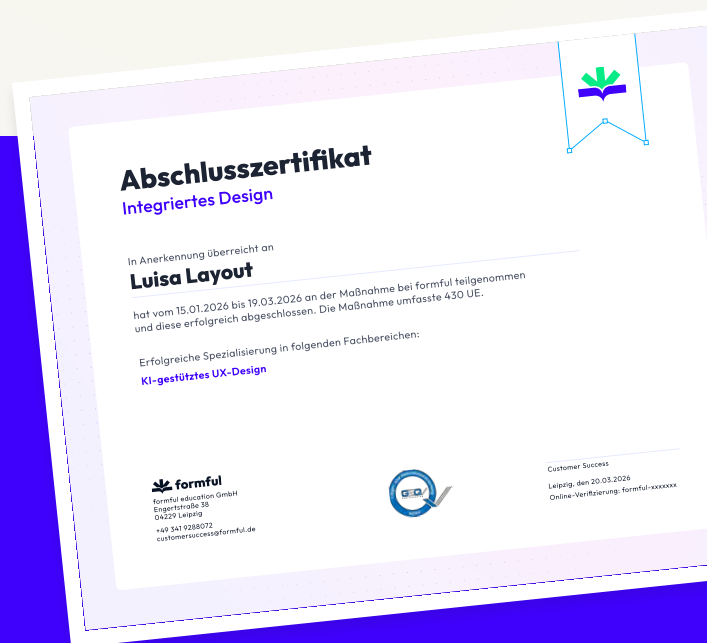 Abschlusszertifikat
Integriertes Design
In Anerkennung überreicht an
Luisa Layout
hat vom 15.01.2026 bis 19.03.2026 an der Maßnahme bei formful teilgenommen
und diese erfolgreich abgeschlossen. Die Maßnahme umfasste 430 UE.
Erfolgreiche Spezialisierung in folgenden Fachbereichen:
KI-gestütztes UX-Design
formful
formful education GmbH
Engertstraße 38
04229 Leipzig
+49 341 9288072
customersuccess@formful.de
Customer Success
Leipzig, den 20.03.2026
Online-Verifizierung: formful-xxxxxxx